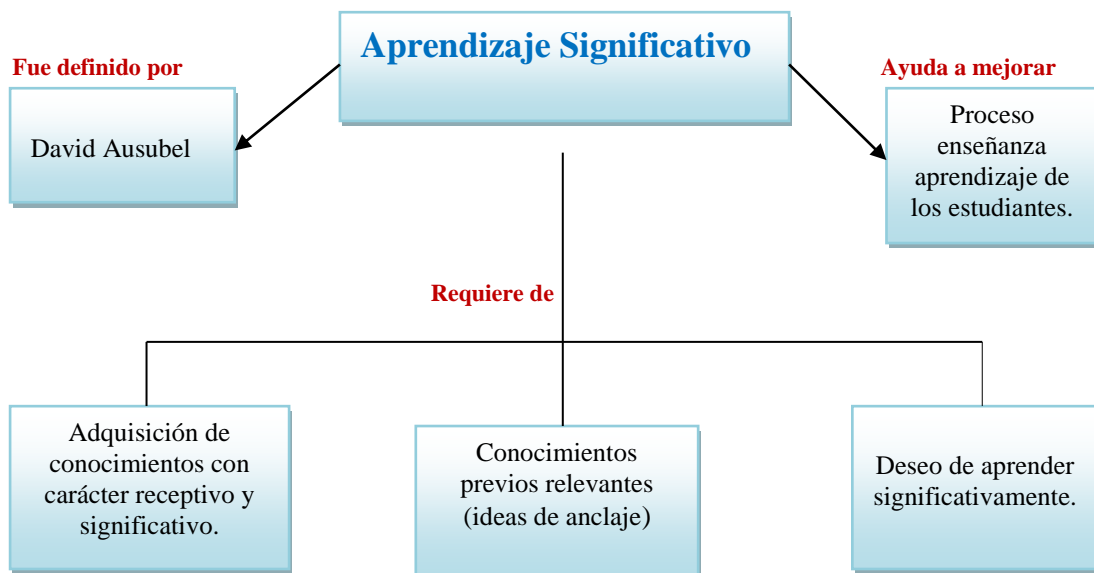 Aprendizaje Significativo
Fue definido por
Ayuda a mejorar
David Ausubel
Proceso
enseñanza
aprendizaje de
los estudiantes.
Requiere de
Adquisición de
conocimientos con
carácter receptivo y
significativo.
Conocimientos
previos relevantes
(ideas de anclaje)
Deseo de aprender
significativamente.